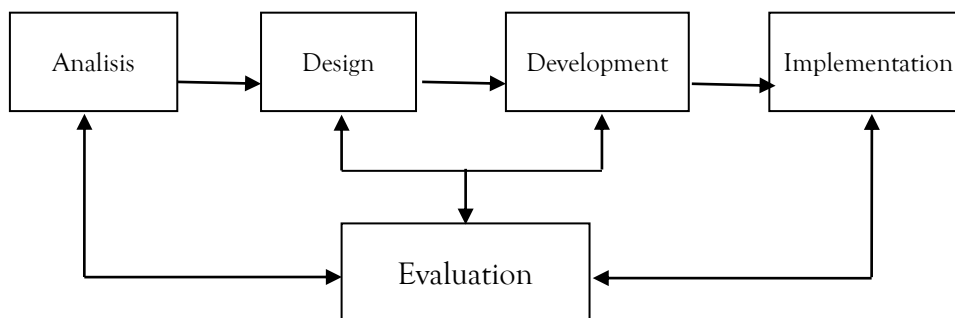 Analisis
Design
Development
Implementation
Evaluation